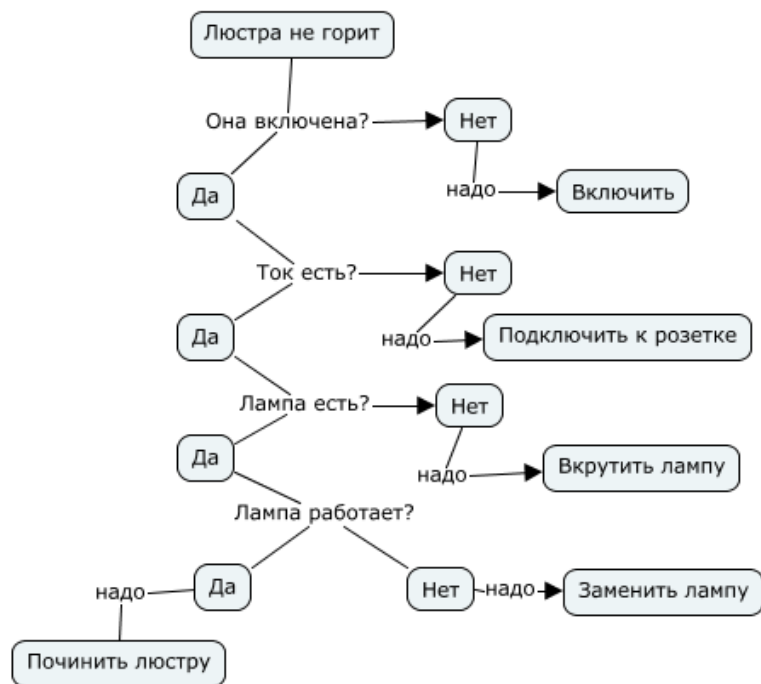 Люстра не горит
Она включена?
Нет
Да
надо
Включить
Ток есть?
Нет
Да
надо
Подключить к розетке
Лампа есть?
Нет
Да
надо
Вкрутить лампу
Лампа работает?
Да
надо
Нет
надо
Заменить лампу
Починить люстру